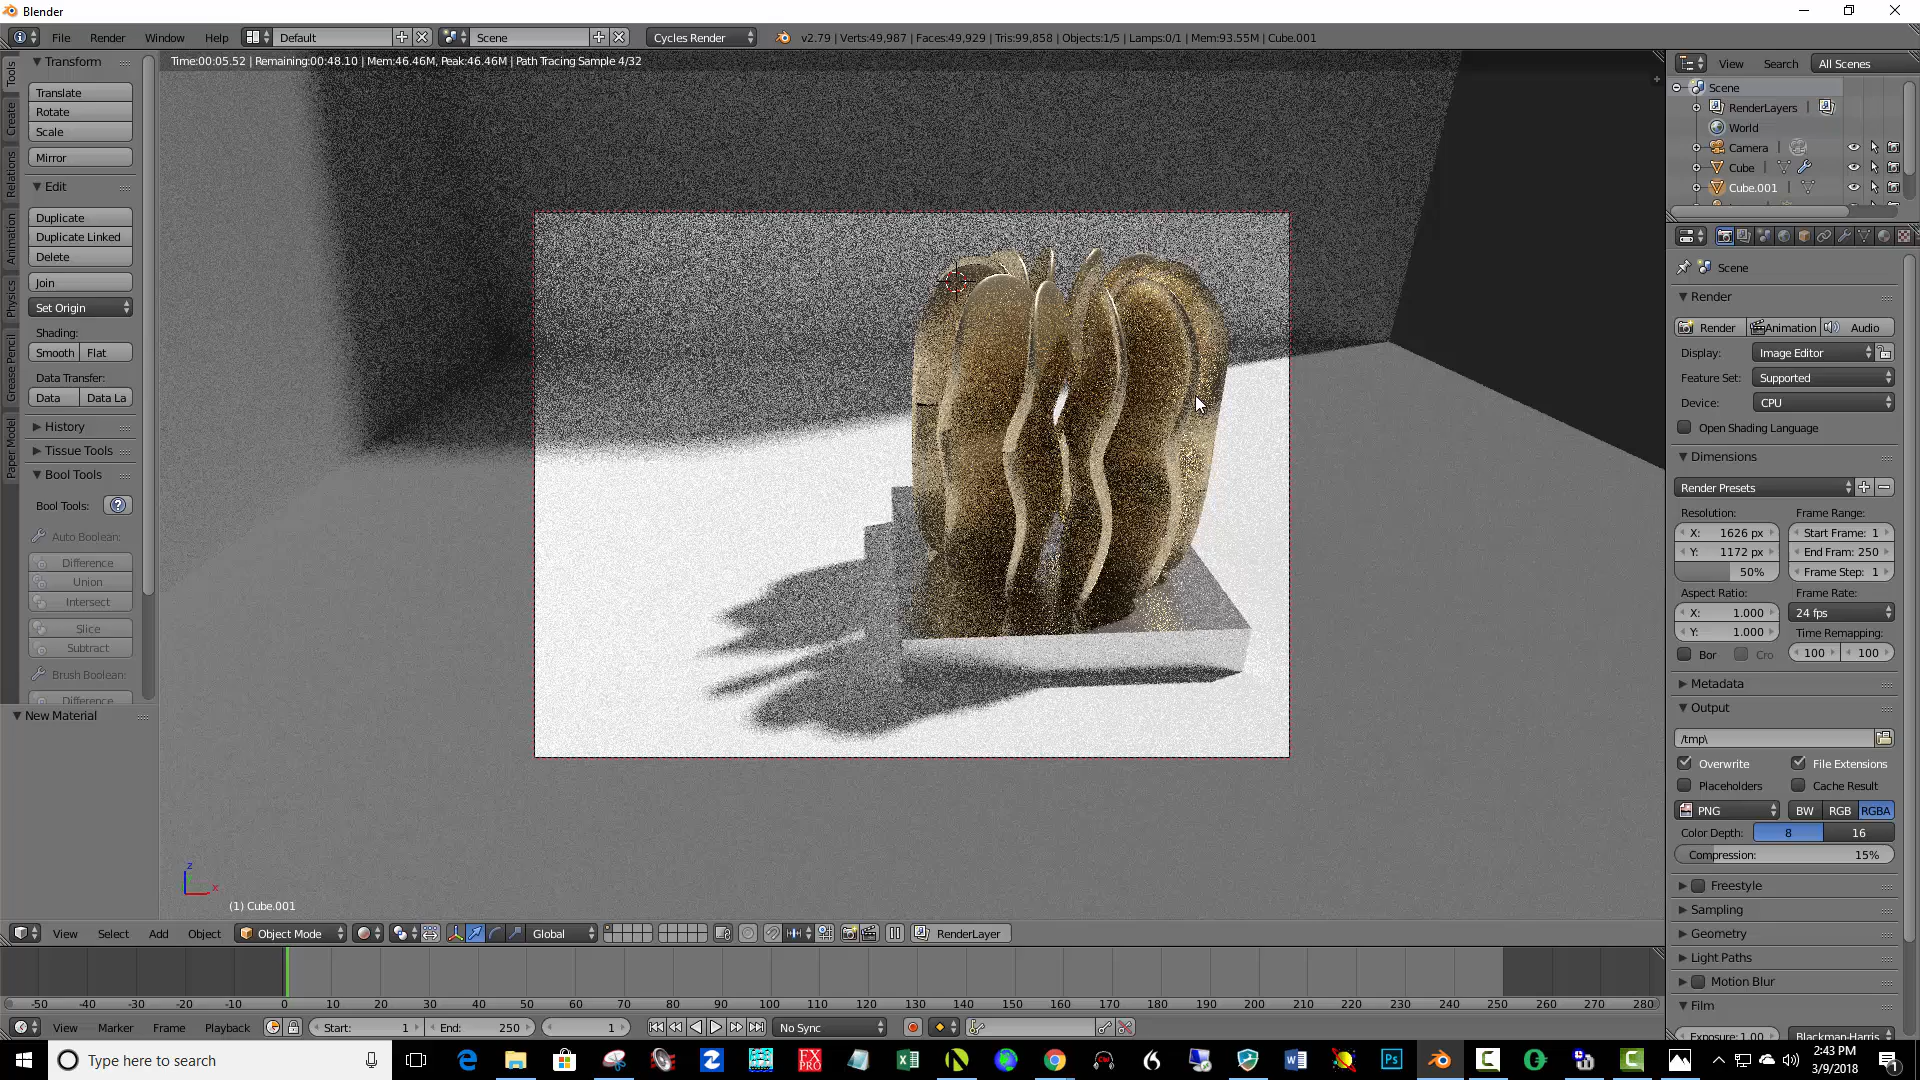 Blender
File Render Window Help Default Scene Cycles Render v2.79 | Verts:49,987 | Faces:49,929 | Tris:99,858 | Objects:1/5 | Lamps:0/1 | Mem:93.55M | Cube.001
Time:00:05.52 | Remaining:00:48.10 | Mem:46.46M, Peak:46.46M | Path Tracing Sample 4/32
Tools
Create
Relations
Animation
Physics
Grease Pencil
Paper Model
Transform
Translate
Rotate
Scale
Mirror
Edit
Duplicate
Duplicate Linked
Delete
Join
Set Origin
Shading:
Smooth Flat
Data Transfer:
Data Data La
History
Tissue Tools
Bool Tools
Bool Tools:
Auto Boolean:
Difference
Union
Intersect
Slice
Subtract
Brush Boolean:
Difference
New Material
z
x
(1) Cube.001
View Select Add Object Object Mode Global RenderLayer
View Search All Scenes
Scene
RenderLayers
World
Camera
Cube
Cube.001
Scene
Render
Render Animation Audio
Display: Image Editor
Feature Set: Supported
Device: CPU
Open Shading Language
Dimensions
Render Presets
Resolution: Frame Range:
X: 1626 px Start Frame: 1
Y: 1172 px End Fram: 250
50% Frame Step: 1
Aspect Ratio: Frame Rate:
X: 1.000 24 fps
Y: 1.000 Time Remapping:
Bor Cro 100 100
Metadata
Output
/tmp\
Overwrite File Extensions
Placeholders Cache Result
PNG BW RGB RGBA
Color Depth: 8 16
Compression: 15%
Freestyle
Sampling
Geometry
Light Paths
Motion Blur
Film
Exposure: 1.00 Blackman-Harris
-50 -40 -30 -20 -10 0 10 20 30 40 50 60 70 80 90 100 110 120 130 140 150 160 170 180 190 200 210 220 230 240 250 260 270 280
View Marker Frame Playback Start: 1 End: 250 1 No Sync
Type here to search
FX PRO
Ps
2:43 PM
3/9/2018
1